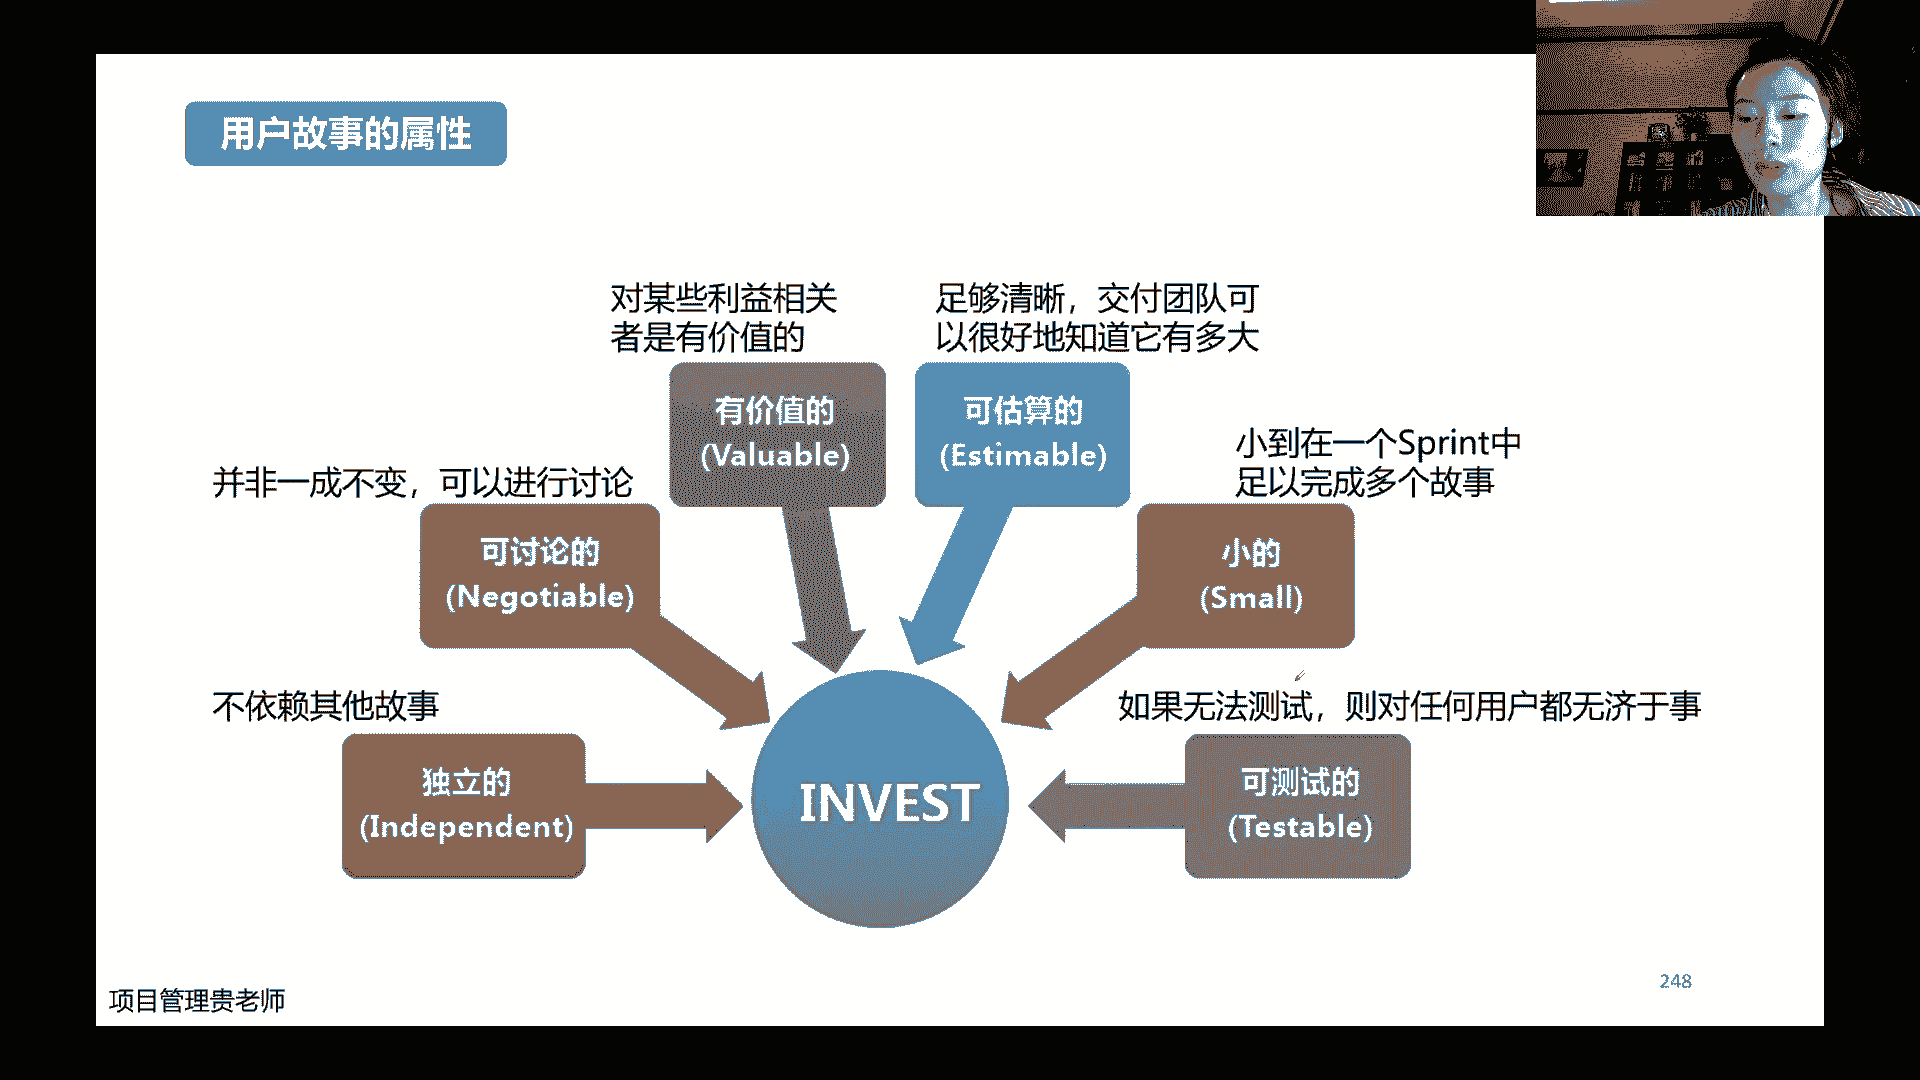 用户故事的属性
对某些利益相关
者是有价值的
足够清晰，交付团队可
以很好地知道它有多大
有价值的
(Valuable)
可估算的
(Estimable)
小到在一个Sprint中
足以完成多个故事
并非一成不变，可以进行讨论
可讨论的
(Negotiable)
小的
(Small)
不依赖其他故事
如果无法测试，则对任何用户都无济于事
独立的
(Independent)
INVEST
可测试的
(Testable)
248
项目管理贵老师